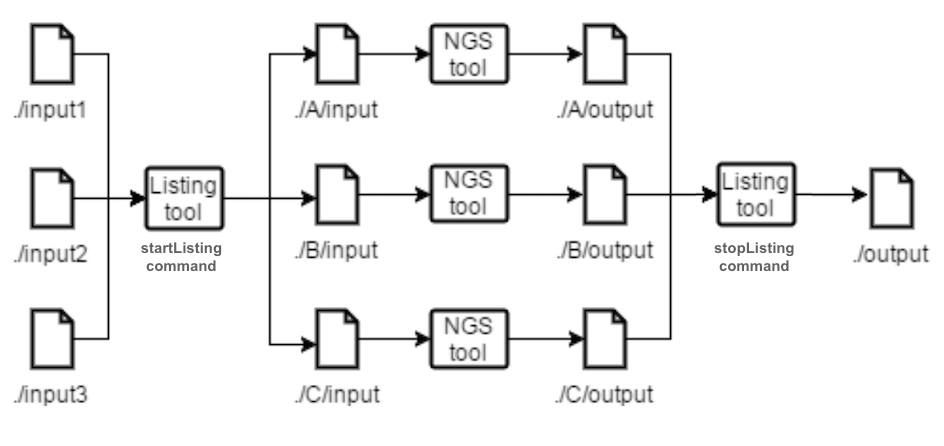 NGS
tool
./input1
./A/input
./A/output
Listing
tool
NGS
tool
Listing
tool
./input2
startListing
command
./B/input
./B/output
stopListing
command
./output
NGS
tool
./input3
./C/input
./C/output